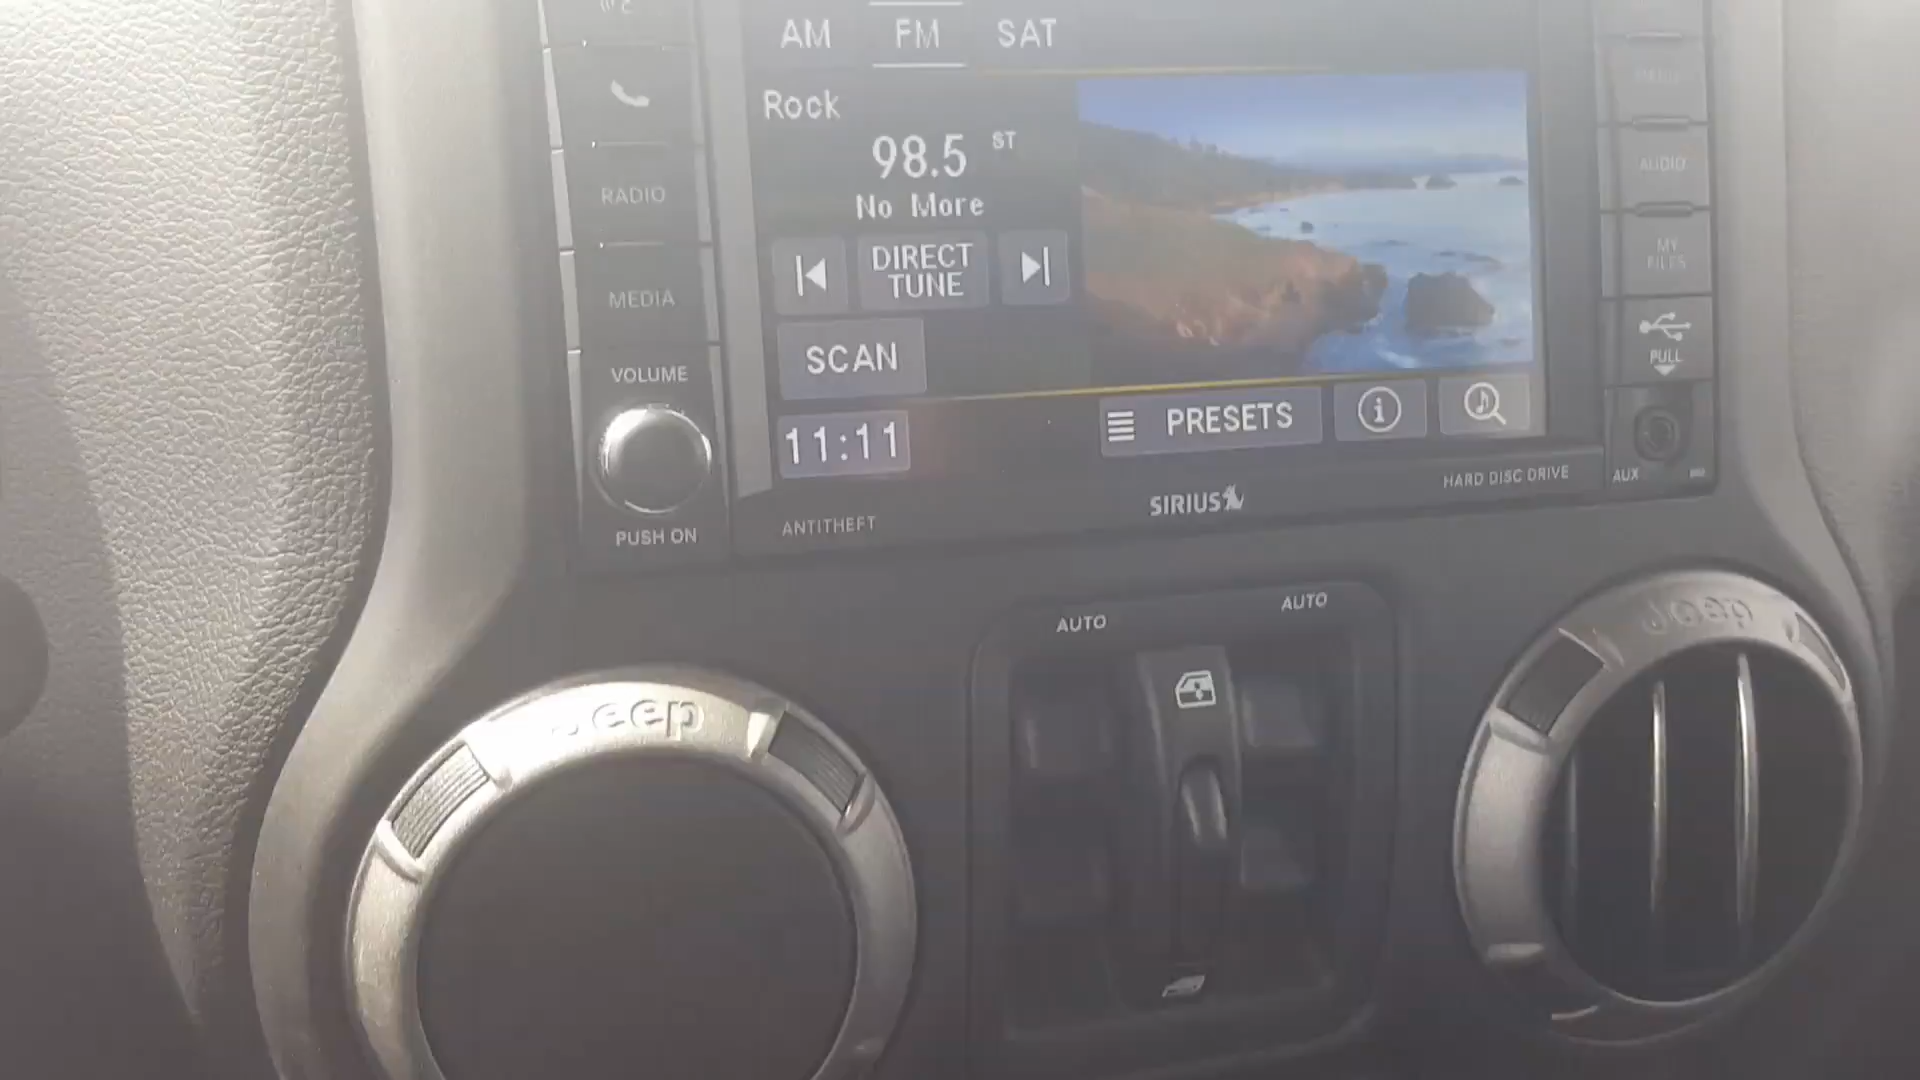 AM FM SAT
Rock
98.5 ST
No More
DIRECT
TUNE
SCAN
11:11
PRESETS
RADIO
MEDIA
VOLUME
PUSH ON
ANTITHEFT
SIRIUS
HARD DISC DRIVE
AUDIO
MY
FILES
PULL
AUX
AUTO
AUTO
Jeep
Jeep